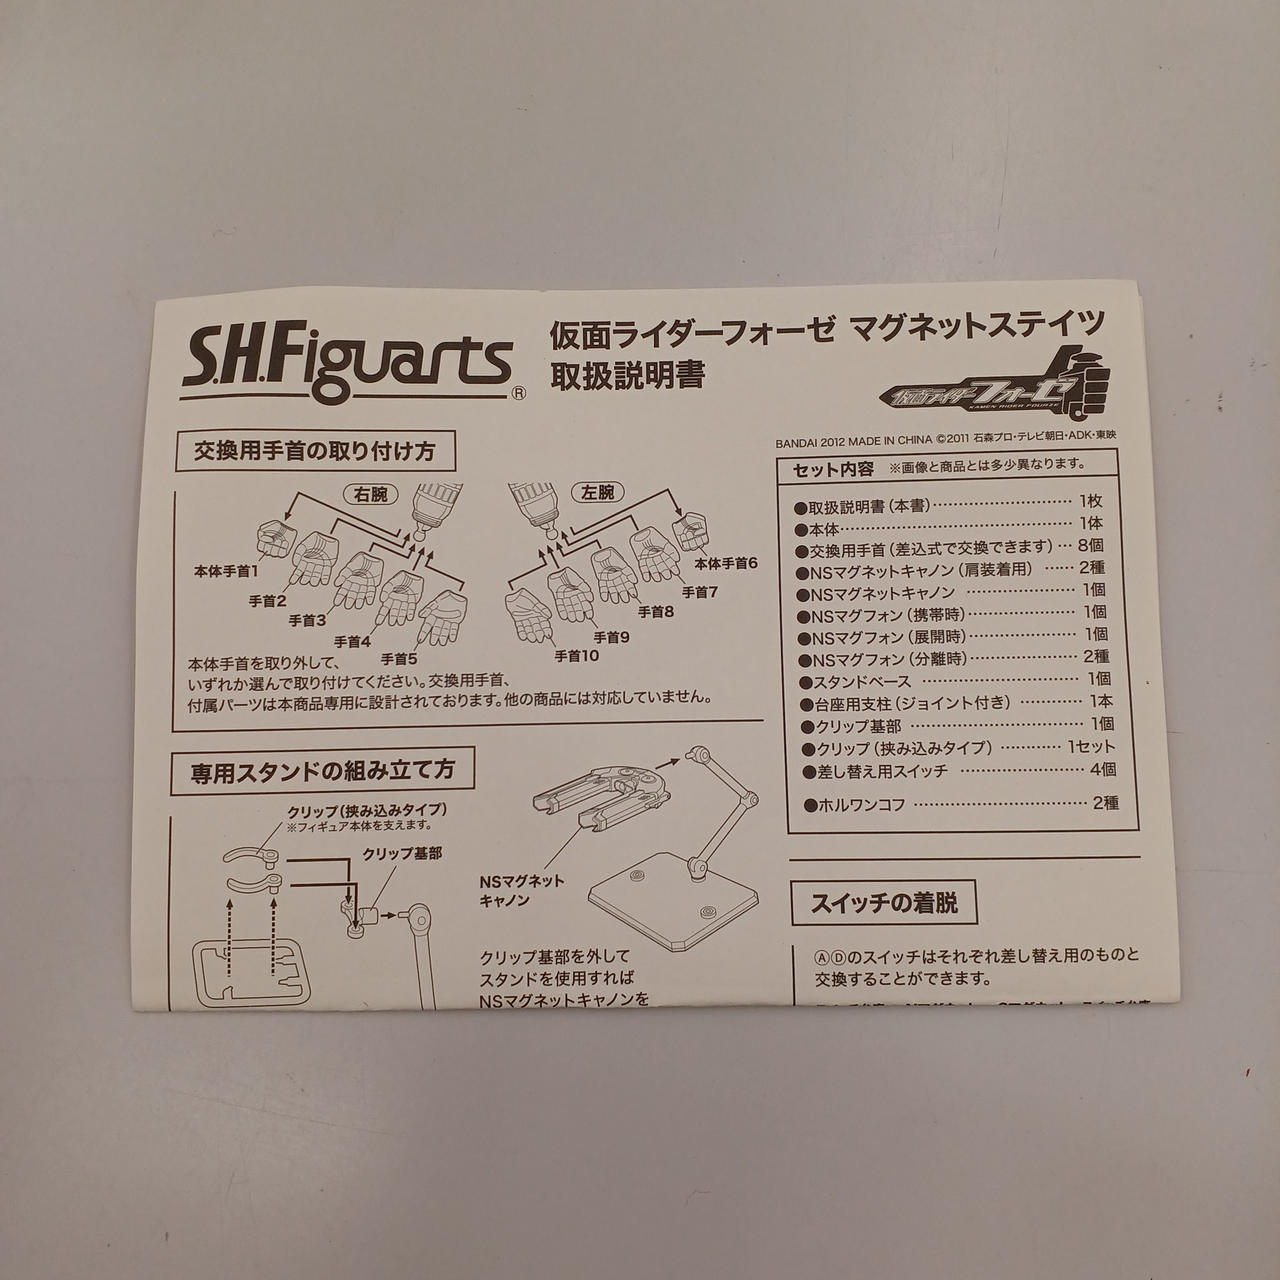 S.H.Figuarts®
仮面ライダーフォーゼ マグネットステイツ
取扱説明書
仮面ライダーフォーゼ
KAMEN RIDER FOURZE
BANDAI 2012 MADE IN CHINA ©2011 石森プロ・テレビ朝日・ADK・東映
交換用手首の取り付け方
右腕
左腕
本体手首1
手首2
手首3
手首4
手首5
本体手首6
手首7
手首8
手首9
手首10
本体手首を取り外して、
いずれか選んで取り付けてください。交換用手首、
付属パーツは本商品専用に設計されております。他の商品には対応していません。
セット内容 ※画像と商品とは多少異なります。
●取扱説明書(本書)⋯⋯⋯⋯⋯⋯ 1枚
●本体⋯⋯⋯⋯⋯⋯⋯⋯⋯⋯ 1体
●交換用手首(差込式で交換できます)⋯ 8個
●NSマグネットキャノン(肩装着用) ⋯⋯ 2種
●NSマグネットキャノン ⋯⋯⋯⋯⋯ 1個
●NSマグフォン(携帯時)⋯⋯⋯⋯⋯ 1個
●NSマグフォン(展開時)⋯⋯⋯⋯⋯ 1個
●NSマグフォン(分離時)⋯⋯⋯⋯⋯ 2種
●スタンドベース ⋯⋯⋯⋯⋯⋯⋯ 1個
●台座用支柱(ジョイント付き) ⋯⋯⋯ 1本
●クリップ基部 ⋯⋯⋯⋯⋯⋯⋯⋯ 1個
●クリップ(挟み込みタイプ) ⋯⋯⋯ 1セット
●差し替え用スイッチ ⋯⋯⋯⋯⋯⋯ 4個
●ホルワンコフ ⋯⋯⋯⋯⋯⋯⋯⋯ 2種
専用スタンドの組み立て方
クリップ(挟み込みタイプ)
※フィギュア本体を支えます。
クリップ基部
NSマグネット
キャノン
クリップ基部を外して
スタンドを使用すれば
NSマグネットキャノンを
スイッチの着脱
ⒶⒹのスイッチはそれぞれ差し替え用のものと
交換することができます。